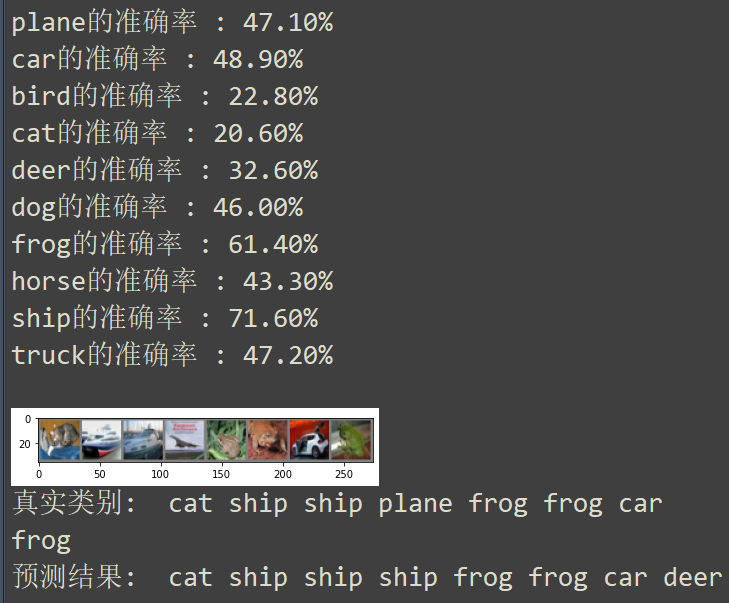 plane的准确率 : 47.10%
car的准确率 : 48.90%
bird的准确率 : 22.80%
cat的准确率 : 20.60%
deer的准确率 : 32.60%
dog的准确率 : 46.00%
frog的准确率 : 61.40%
horse的准确率 : 43.30%
ship的准确率 : 71.60%
truck的准确率 : 47.20%
0
20
0 50 100 150 200 250
真实类别:  cat ship ship plane frog frog car
frog
预测结果:  cat ship ship ship frog frog car deer